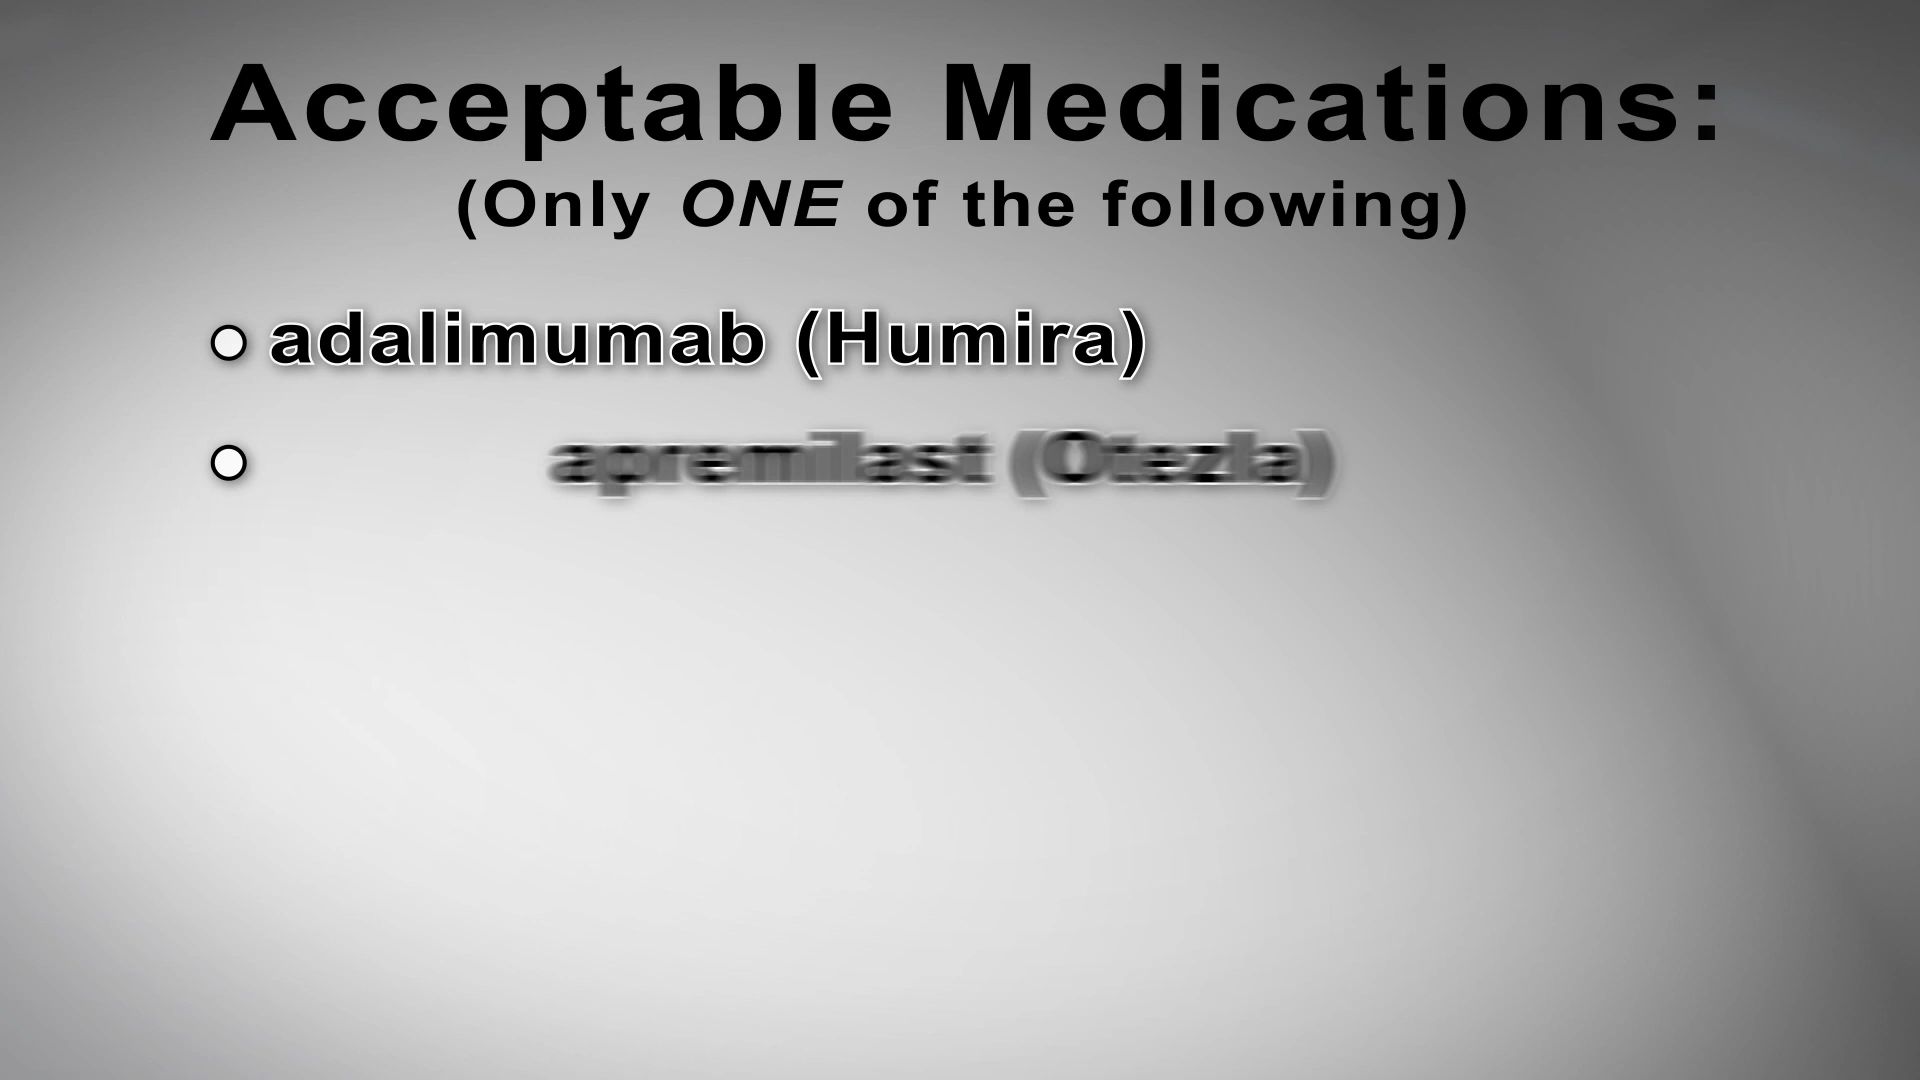 Acceptable Medications:
(Only ONE of the following)
adalimumab (Humira)
apremilast (Otezla)